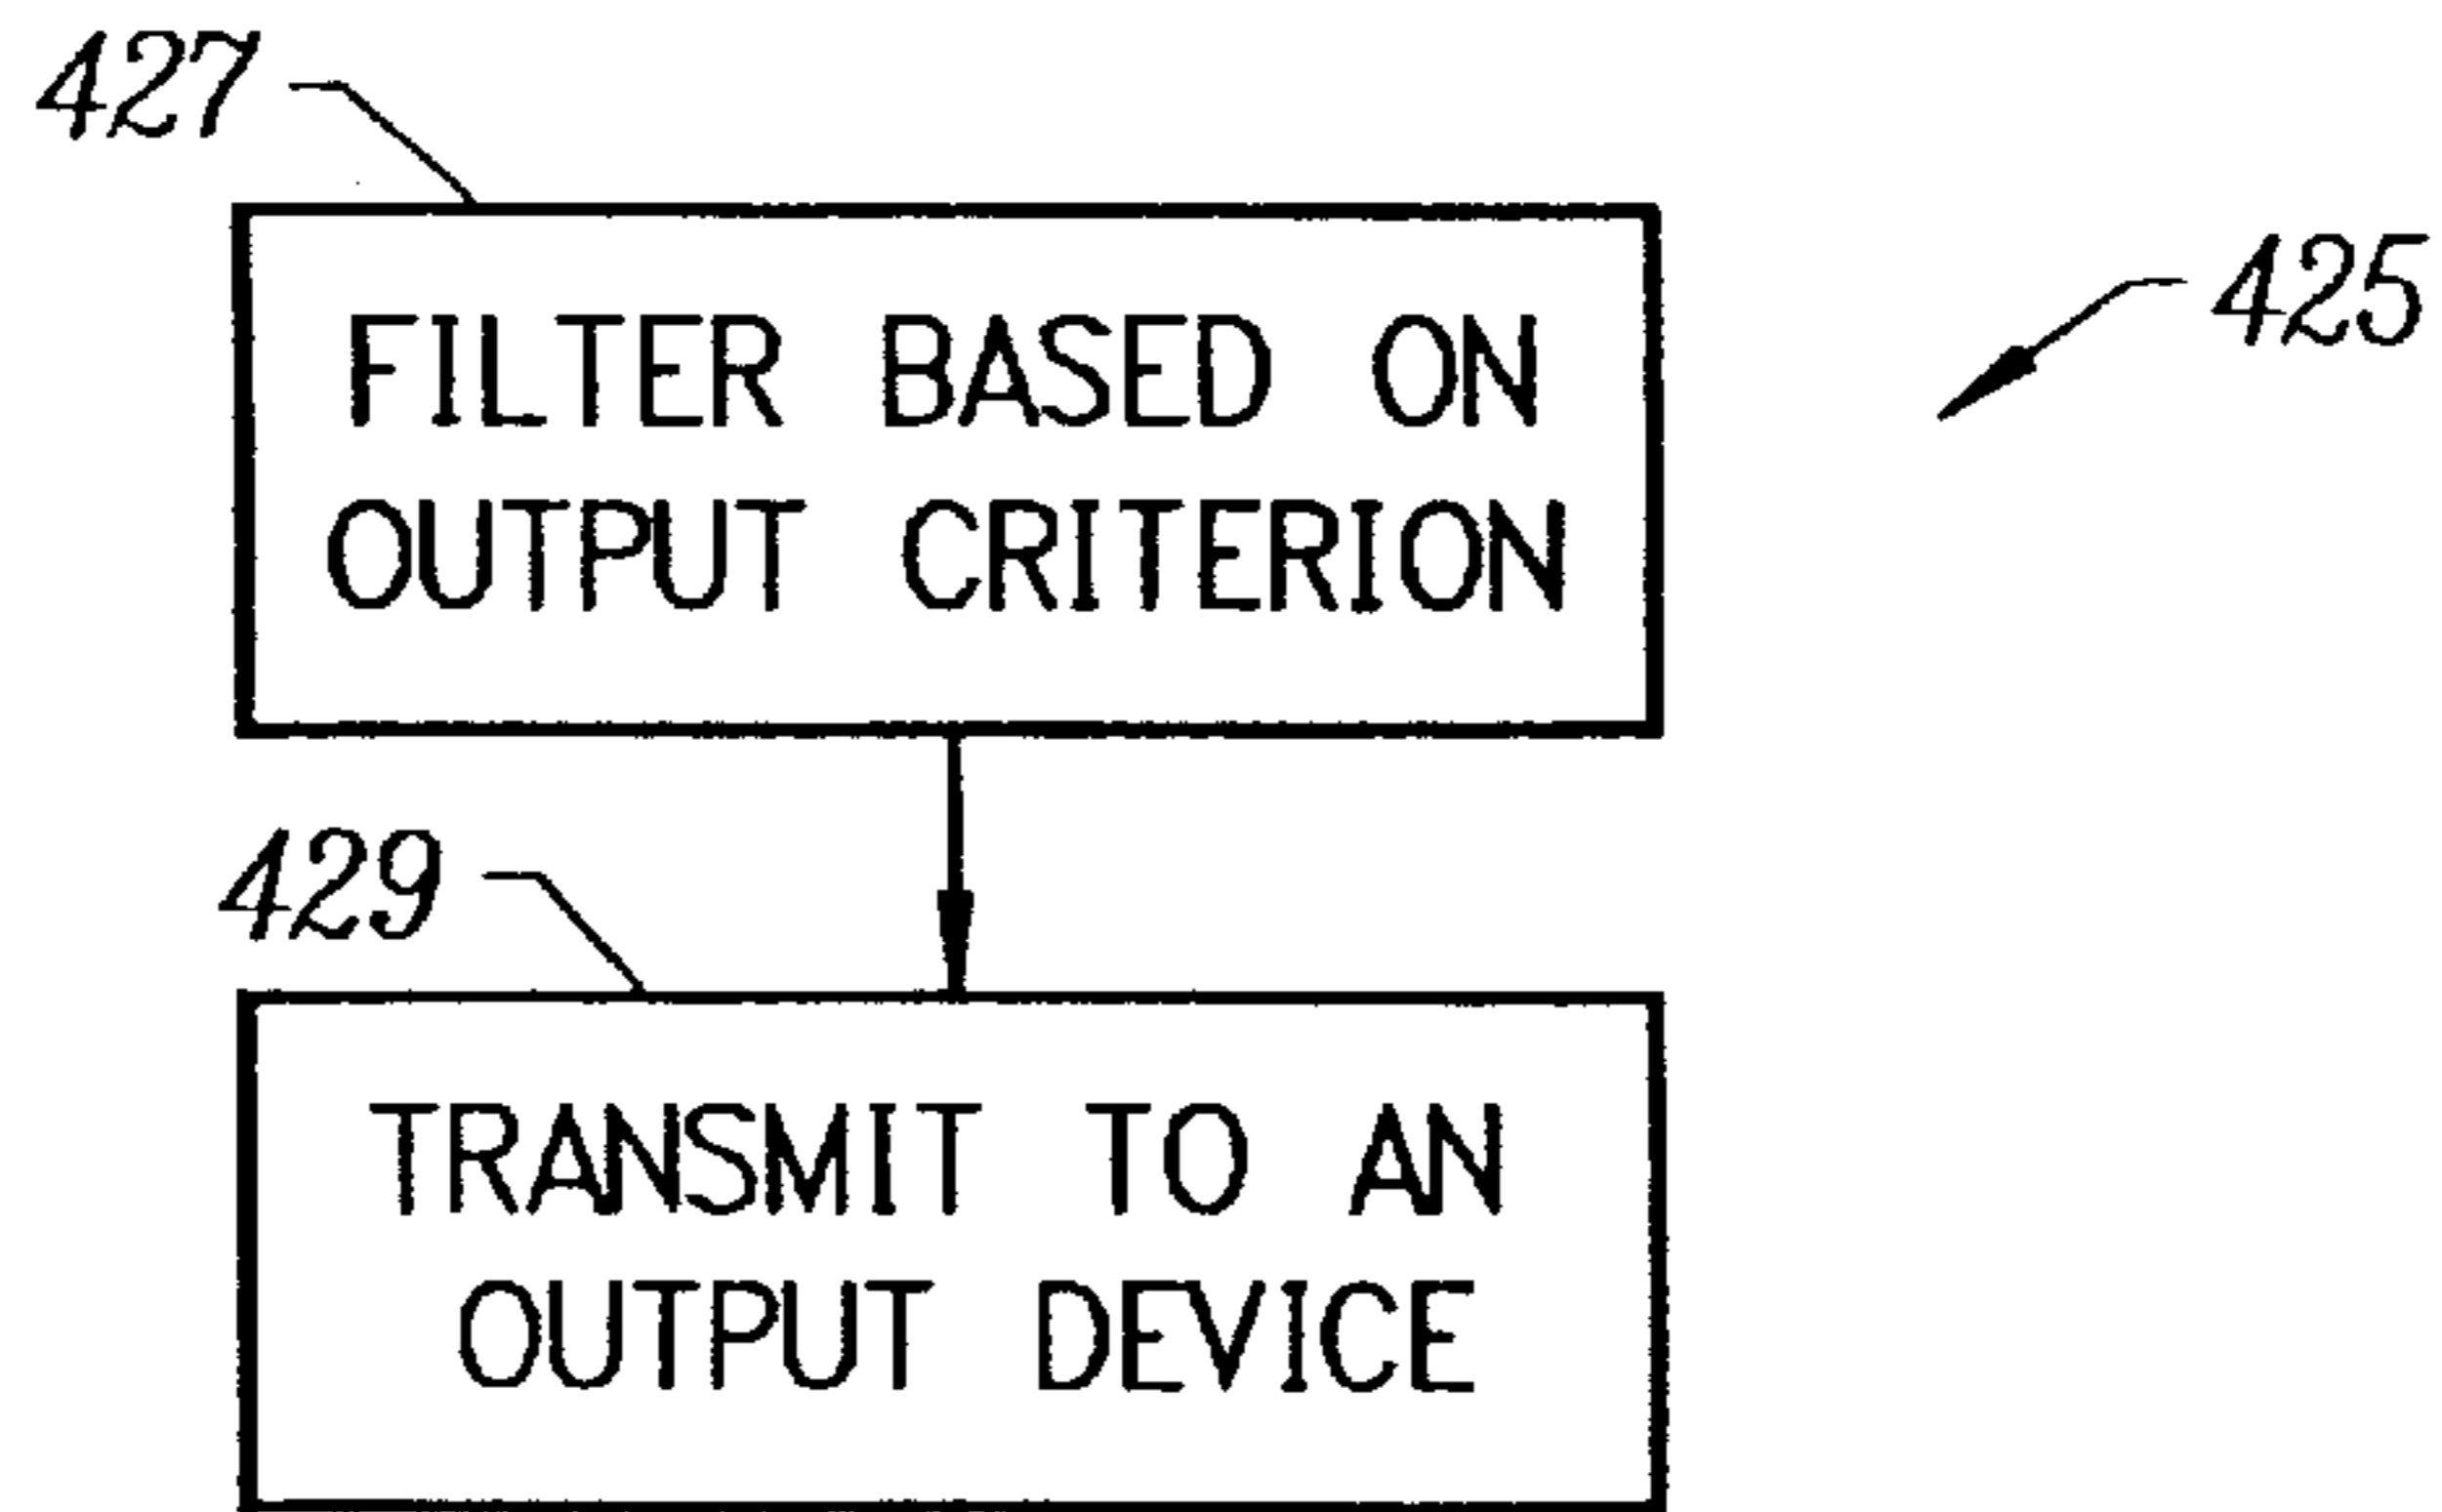 427
425
FILTER BASED ON
OUTPUT CRITERION
429
TRANSMIT TO AN
OUTPUT DEVICE